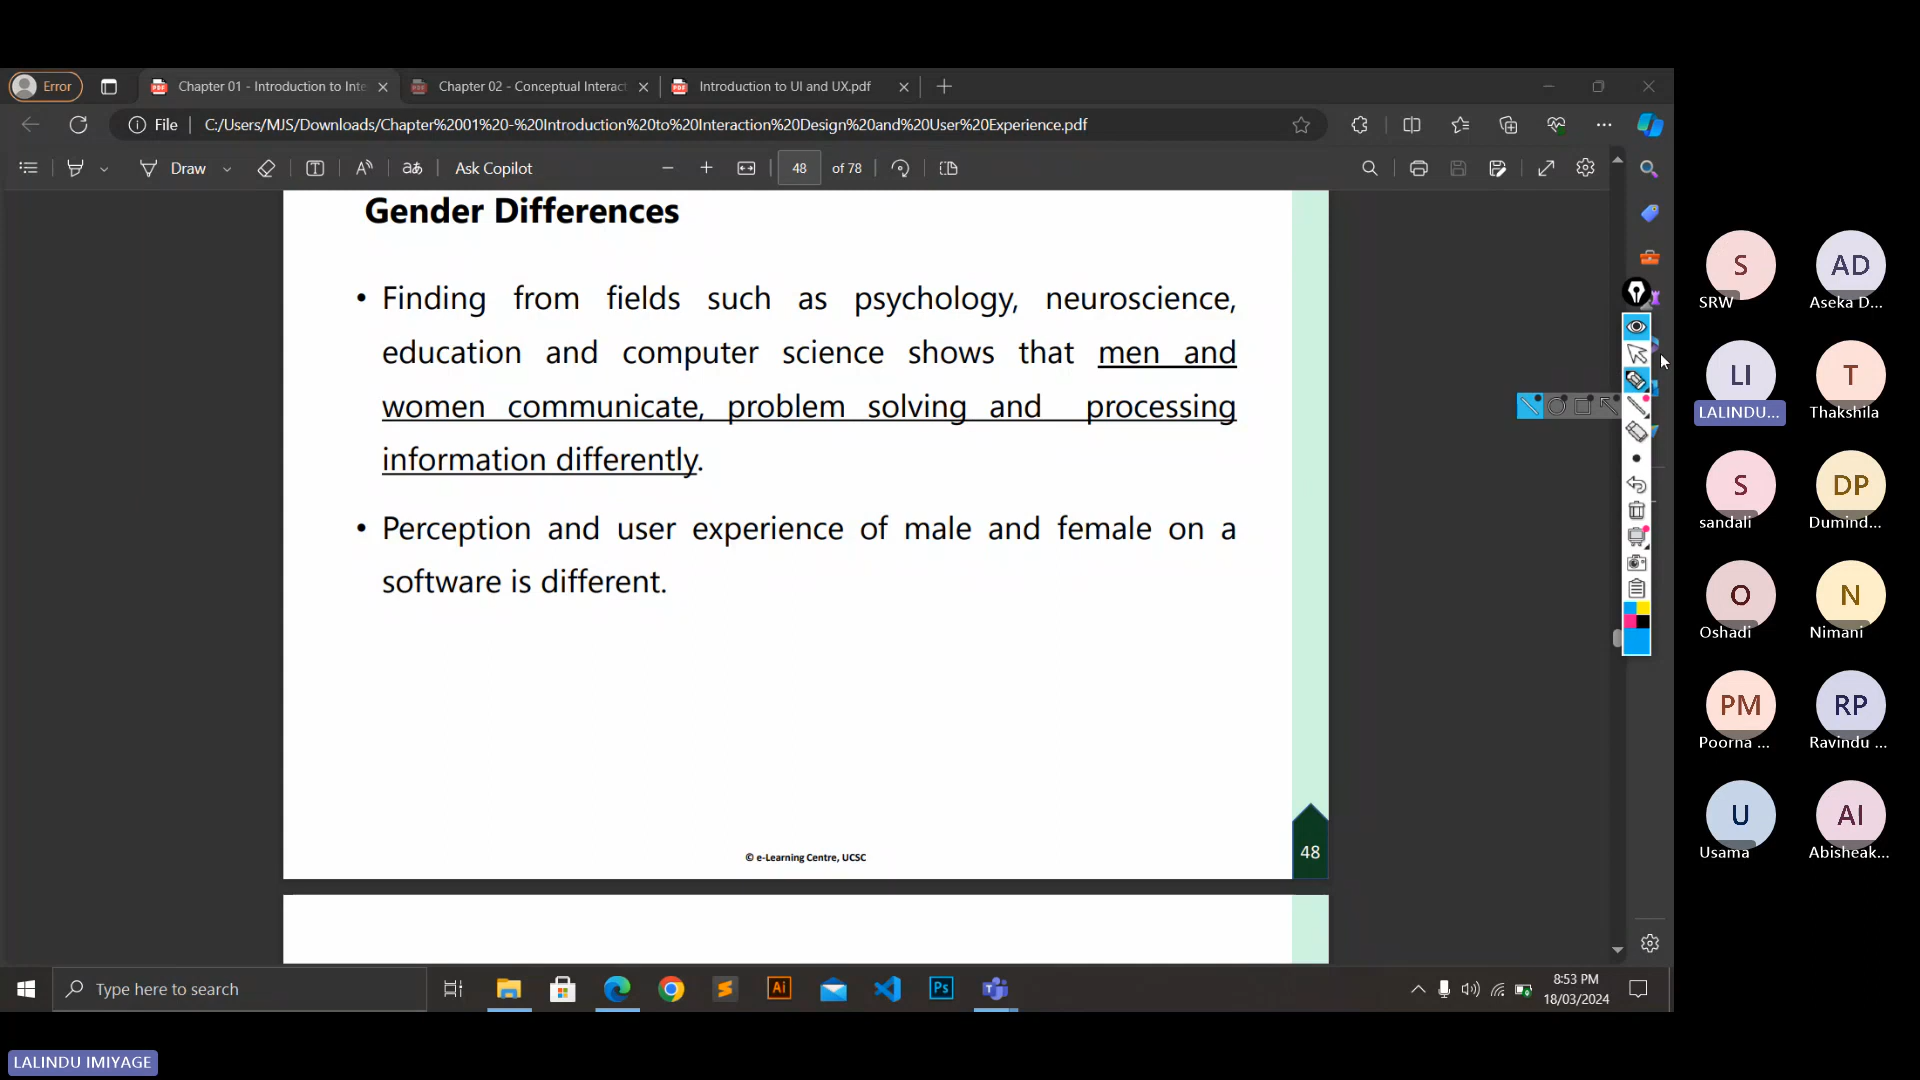 Error
Chapter 01 - Introduction to Inte
Chapter 02 - Conceptual Interact
Introduction to UI and UX.pdf
File
C:/Users/MJS/Downloads/Chapter%2001%20-%20Introduction%20to%20Interaction%20Design%20and%20User%20Experience.pdf
Draw
Ask Copilot
48 of 78
Gender Differences
• Finding from fields such as psychology, neuroscience,
education and computer science shows that men and
women communicate, problem solving and processing
information differently.
• Perception and user experience of male and female on a
software is different.
© e-Learning Centre, UCSC
48
S
SRW
AD
Aseka D...
LI
LALINDU...
T
Thakshila
S
sandali
DP
Dumind...
O
Oshadi
N
Nimani
PM
Poorna ...
RP
Ravindu ...
U
Usama
AI
Abisheak...
Type here to search
Ai
Ps
8:53 PM
18/03/2024
LALINDU IMIYAGE